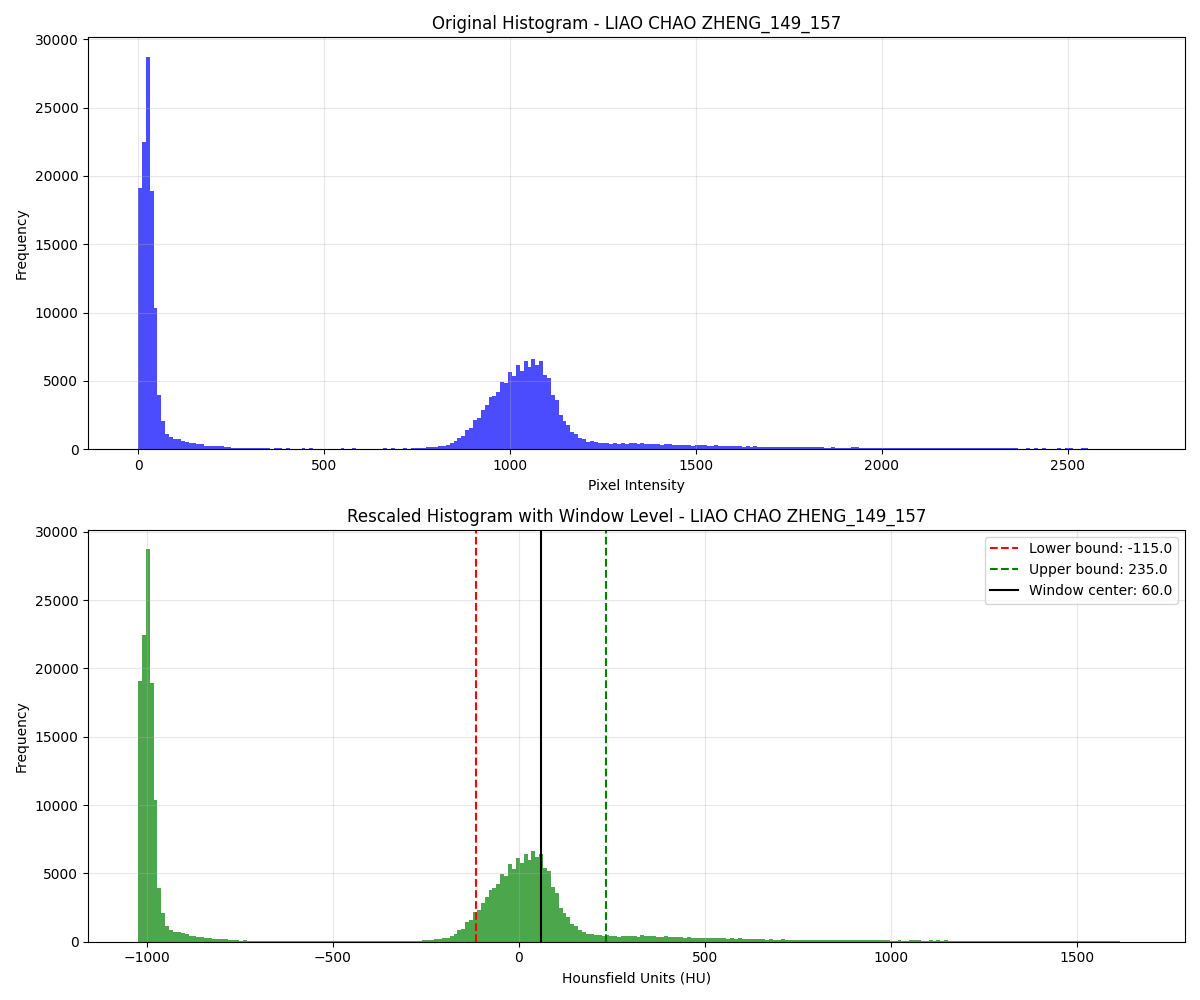 Original Histogram - LIAO CHAO ZHENG_149_157
30000
25000
20000
15000
10000
5000
0
Frequency
0 500 1000 1500 2000 2500
Pixel Intensity
Rescaled Histogram with Window Level - LIAO CHAO ZHENG_149_157
30000
25000
20000
15000
10000
5000
0
Frequency
Lower bound: -115.0
Upper bound: 235.0
Window center: 60.0
−1000 −500 0 500 1000 1500
Hounsfield Units (HU)